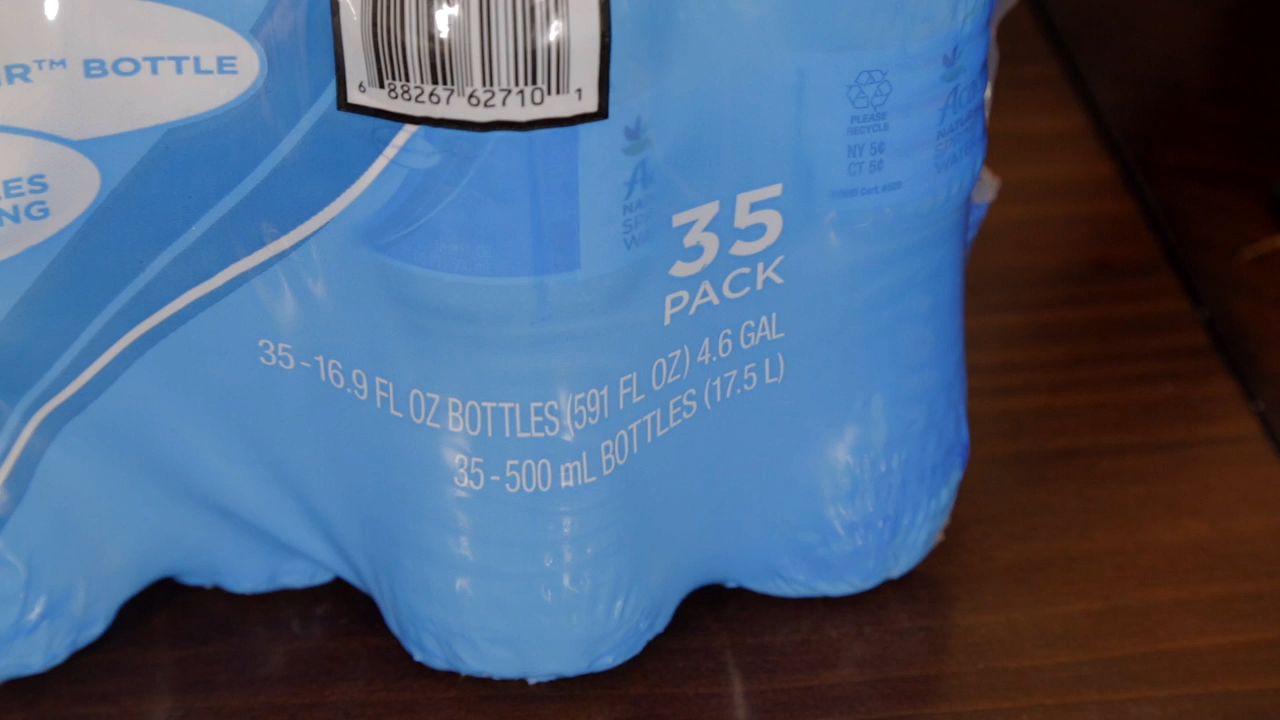 R™ BOTTLE
ES
NG
6 88267 62710 1
PLEASE
RECYCLE
NY 5¢
CT 5¢
35
PACK
35-16.9 FL OZ BOTTLES (591 FL OZ) 4.6 GAL
35-500 mL BOTTLES (17.5 L)